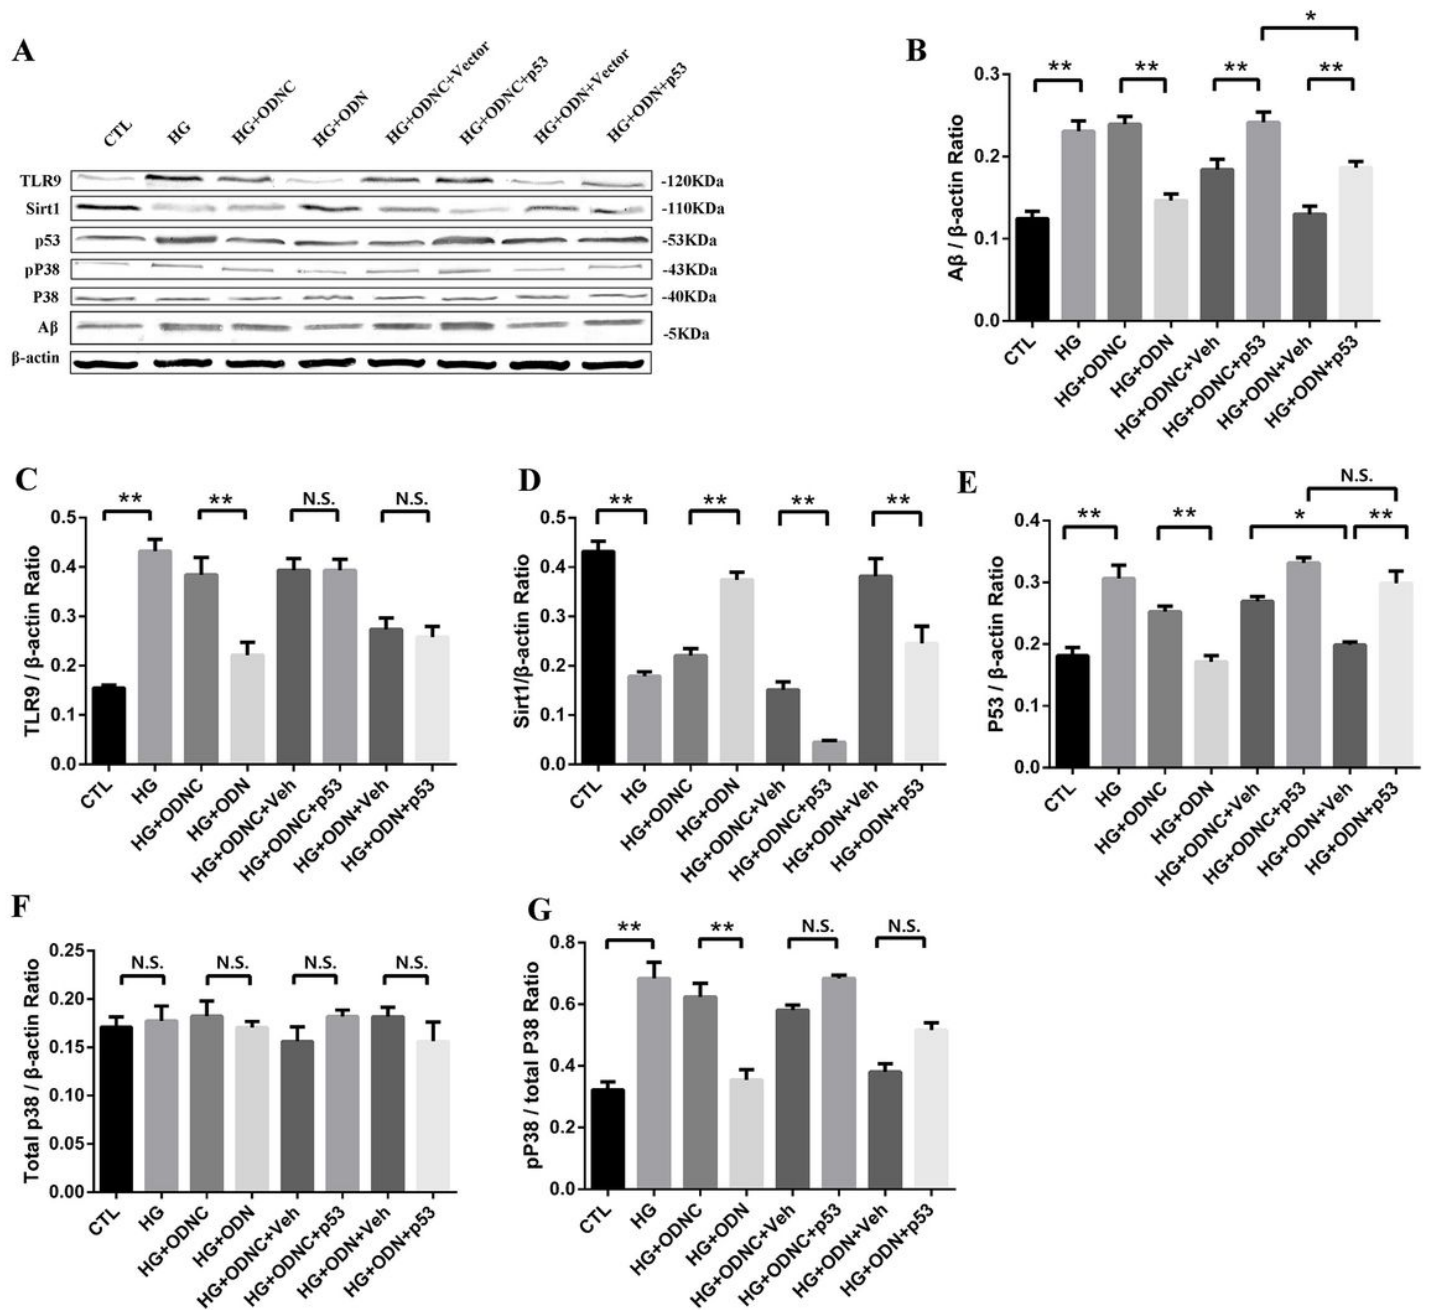 A
CTL HG HG+ODNC HG+ODN HG+ODNC+Vector HG+ODNC+p53 HG+ODN+Vector HG+ODN+p53
TLR9 -120KDa
Sirt1 -110KDa
p53 -53KDa
pP38 -43KDa
P38 -40KDa
Aβ -5KDa
β-actin
B
*
** ** ** **
Aβ / β-actin Ratio
0.3
0.2
0.1
0.0
CTL HG HG+ODNC HG+ODN HG+ODNC+Veh HG+ODNC+p53 HG+ODN+Veh HG+ODN+p53
C
** ** N.S. N.S.
TLR9 / β-actin Ratio
0.5
0.4
0.3
0.2
0.1
0.0
CTL HG HG+ODNC HG+ODN HG+ODNC+Veh HG+ODNC+p53 HG+ODN+Veh HG+ODN+p53
D
** ** ** **
Sirt1/β-actin Ratio
0.5
0.4
0.3
0.2
0.1
0.0
CTL HG HG+ODNC HG+ODN HG+ODNC+Veh HG+ODNC+p53 HG+ODN+Veh HG+ODN+p53
E
N.S.
** ** * **
P53 / β-actin Ratio
0.4
0.3
0.2
0.1
0.0
CTL HG HG+ODNC HG+ODN HG+ODNC+Veh HG+ODNC+p53 HG+ODN+Veh HG+ODN+p53
F
N.S. N.S. N.S. N.S.
Total p38 / β-actin Ratio
0.25
0.20
0.15
0.10
0.05
0.00
CTL HG HG+ODNC HG+ODN HG+ODNC+Veh HG+ODNC+p53 HG+ODN+Veh HG+ODN+p53
G
** ** N.S. N.S.
pP38 / total P38 Ratio
0.8
0.6
0.4
0.2
0.0
CTL HG HG+ODNC HG+ODN HG+ODNC+Veh HG+ODNC+p53 HG+ODN+Veh HG+ODN+p53